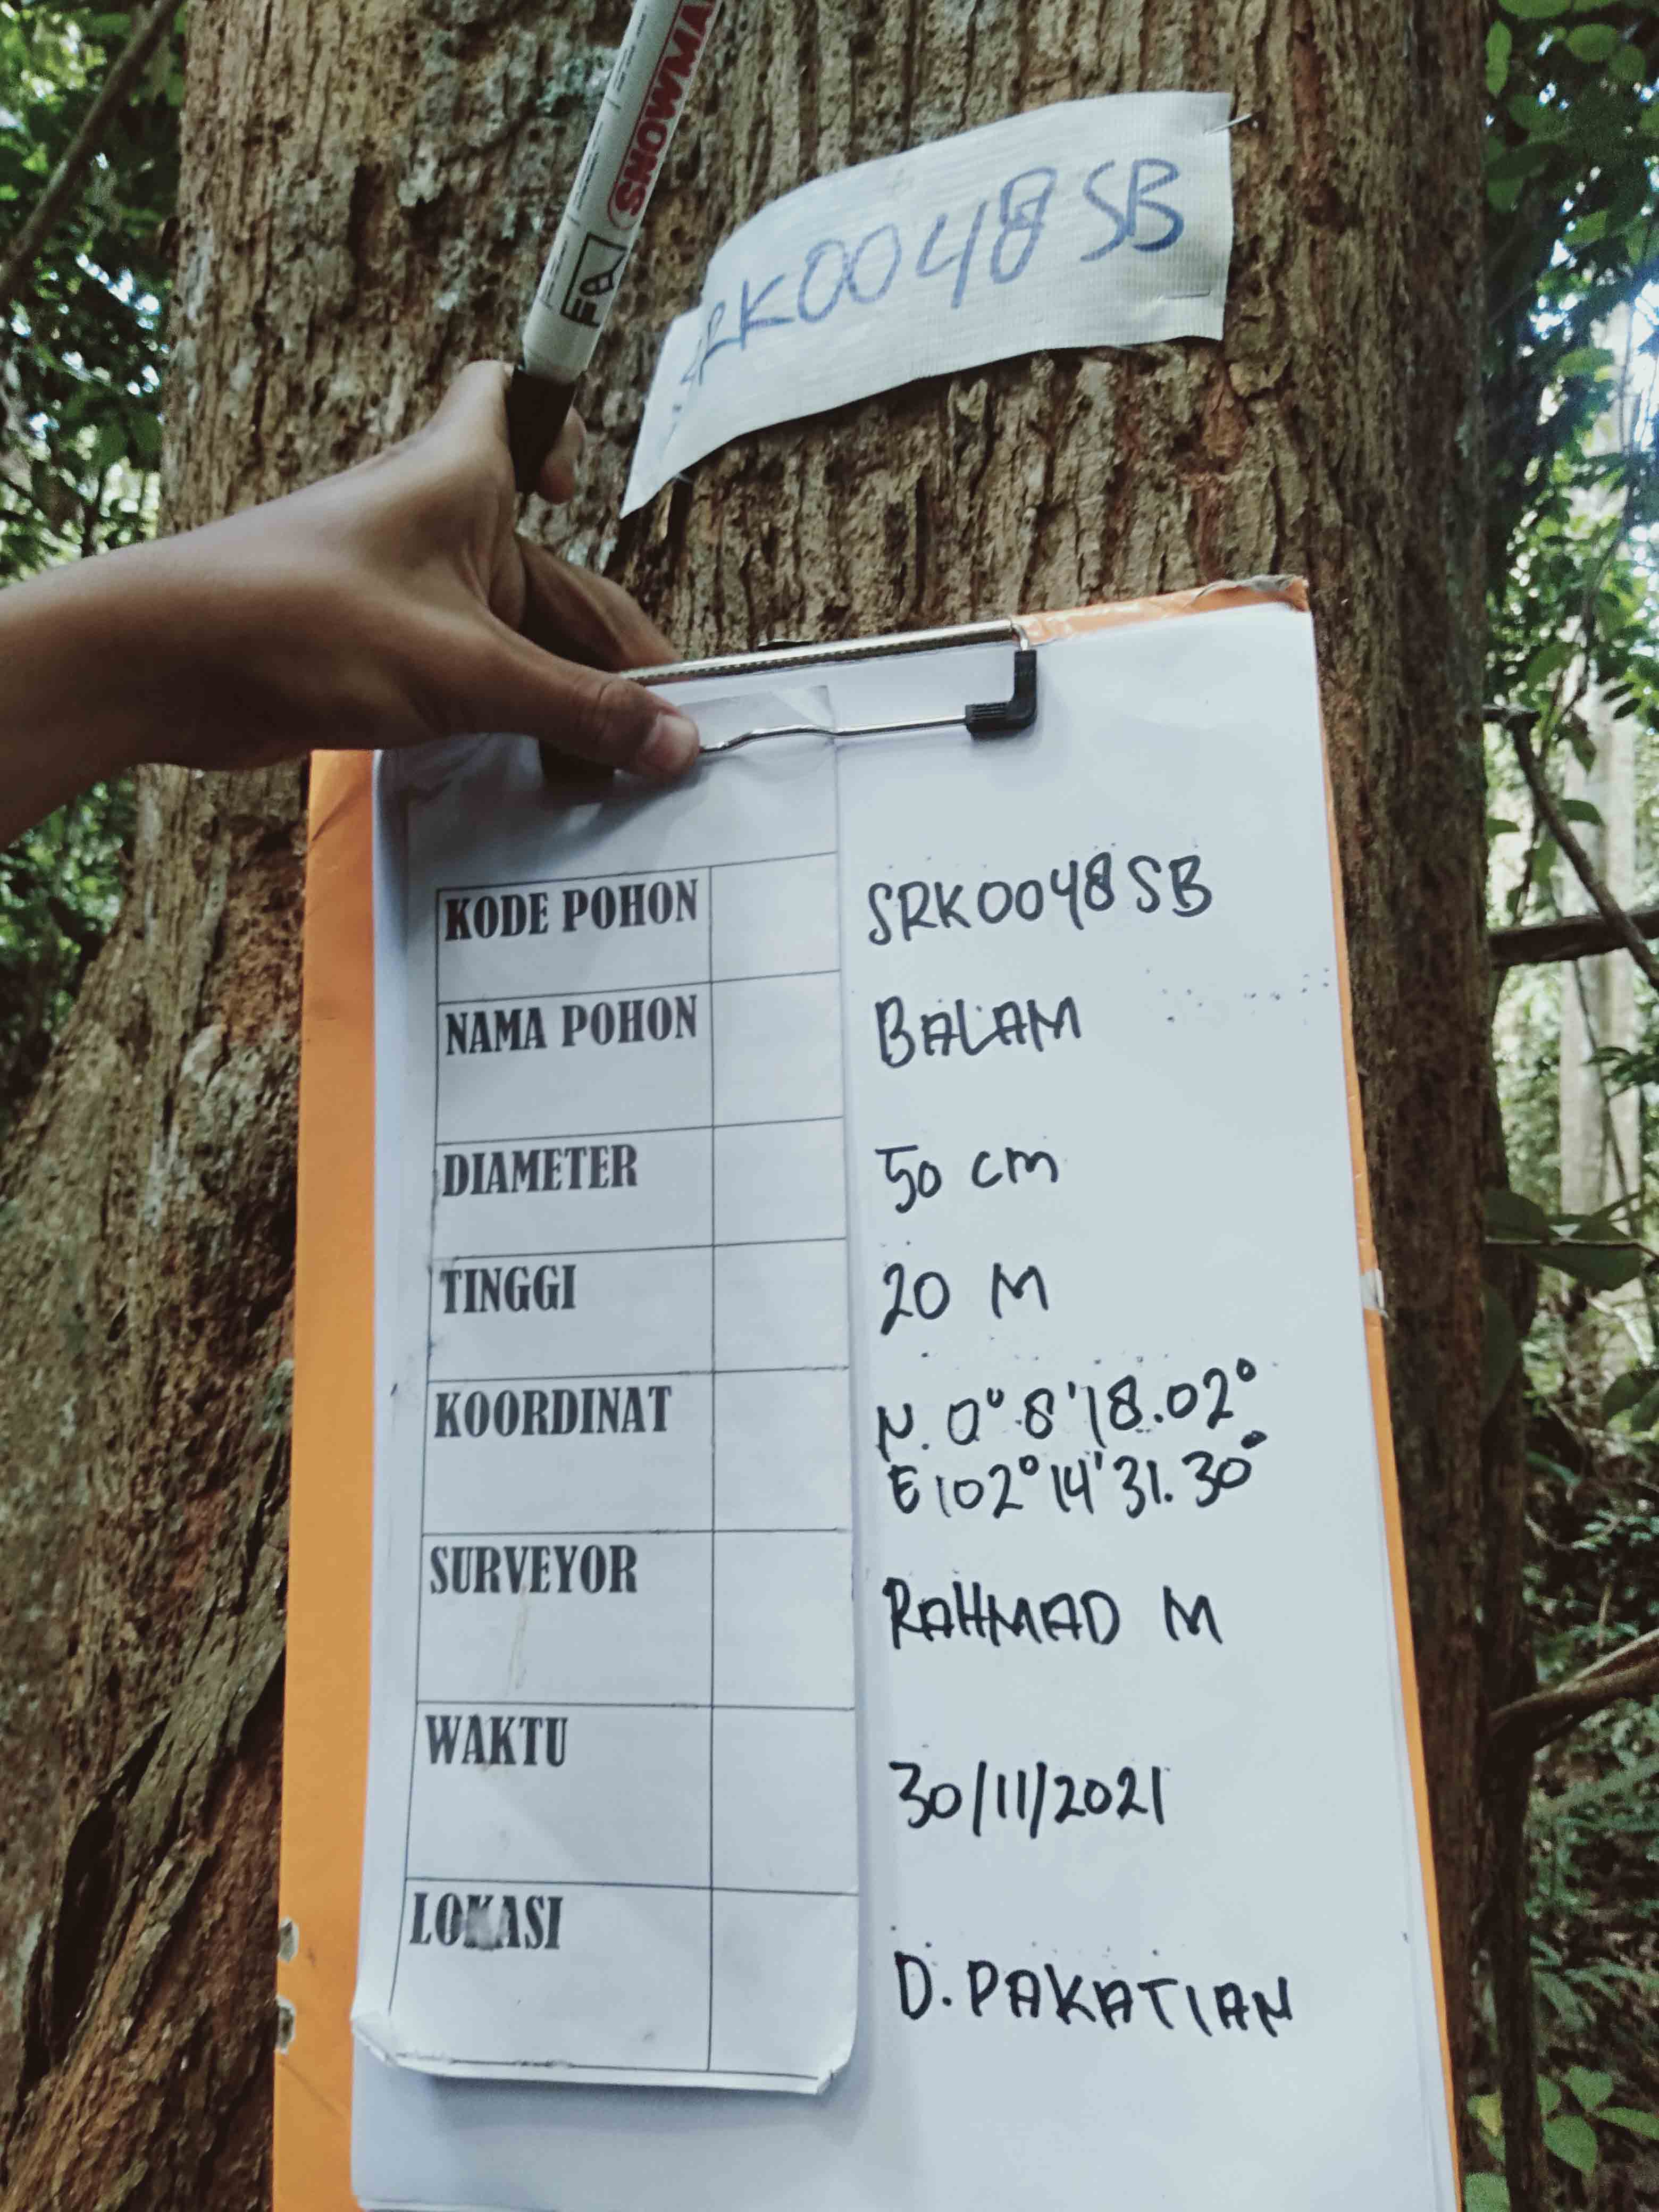 SNOWMA
F
SRK0048SB
KODE POHON SRK0048SB
NAMA POHON BALAM
DIAMETER 50 cm
TINGGI 20 M
KOORDINAT N. 0° 8' 18.02°
E 102° 14' 31. 30°
SURVEYOR RAHMAD M
WAKTU 30/11/2021
LOKASI D. PAKATIAN